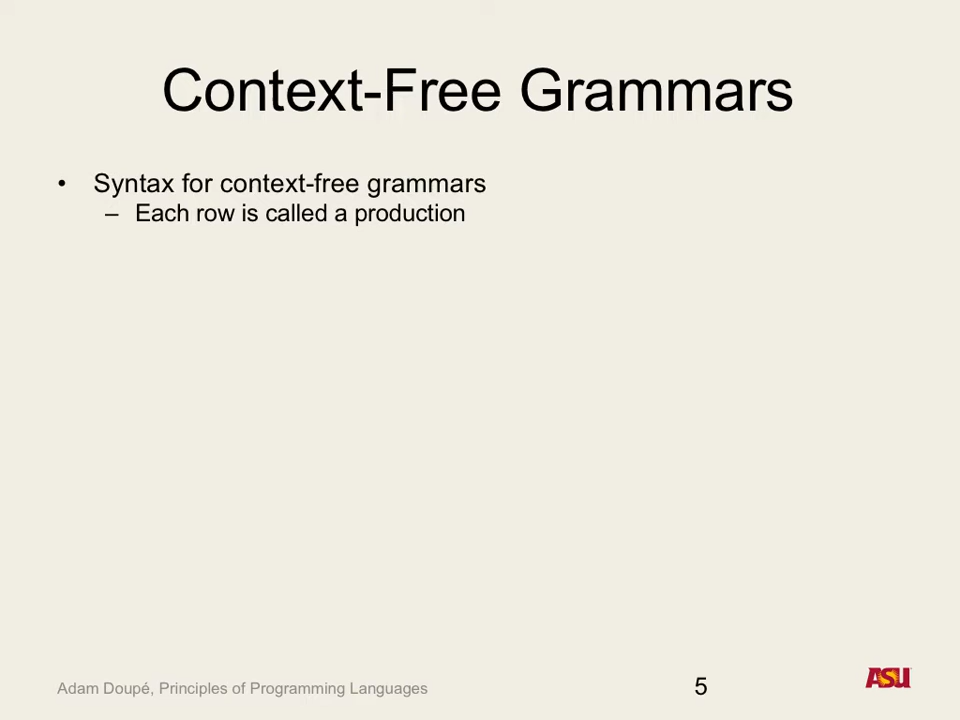 Context-Free Grammars
• Syntax for context-free grammars
– Each row is called a production
Adam Doupé, Principles of Programming Languages
5
ASU